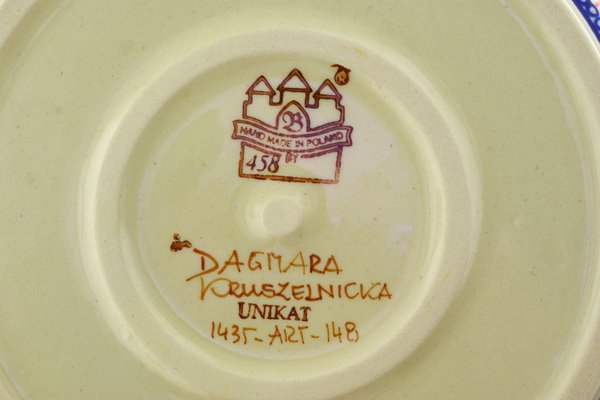 B
HAND MADE IN POLAND
BY
458
DAGMARA
KRUSZELNICKA
UNIKAT
1435-ART-148